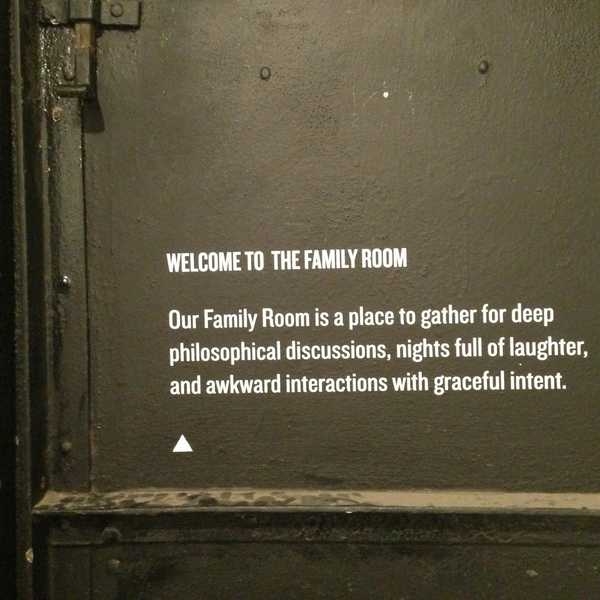 WELCOME TO THE FAMILY ROOM
Our Family Room is a place to gather for deep
philosophical discussions, nights full of laughter,
and awkward interactions with graceful intent.